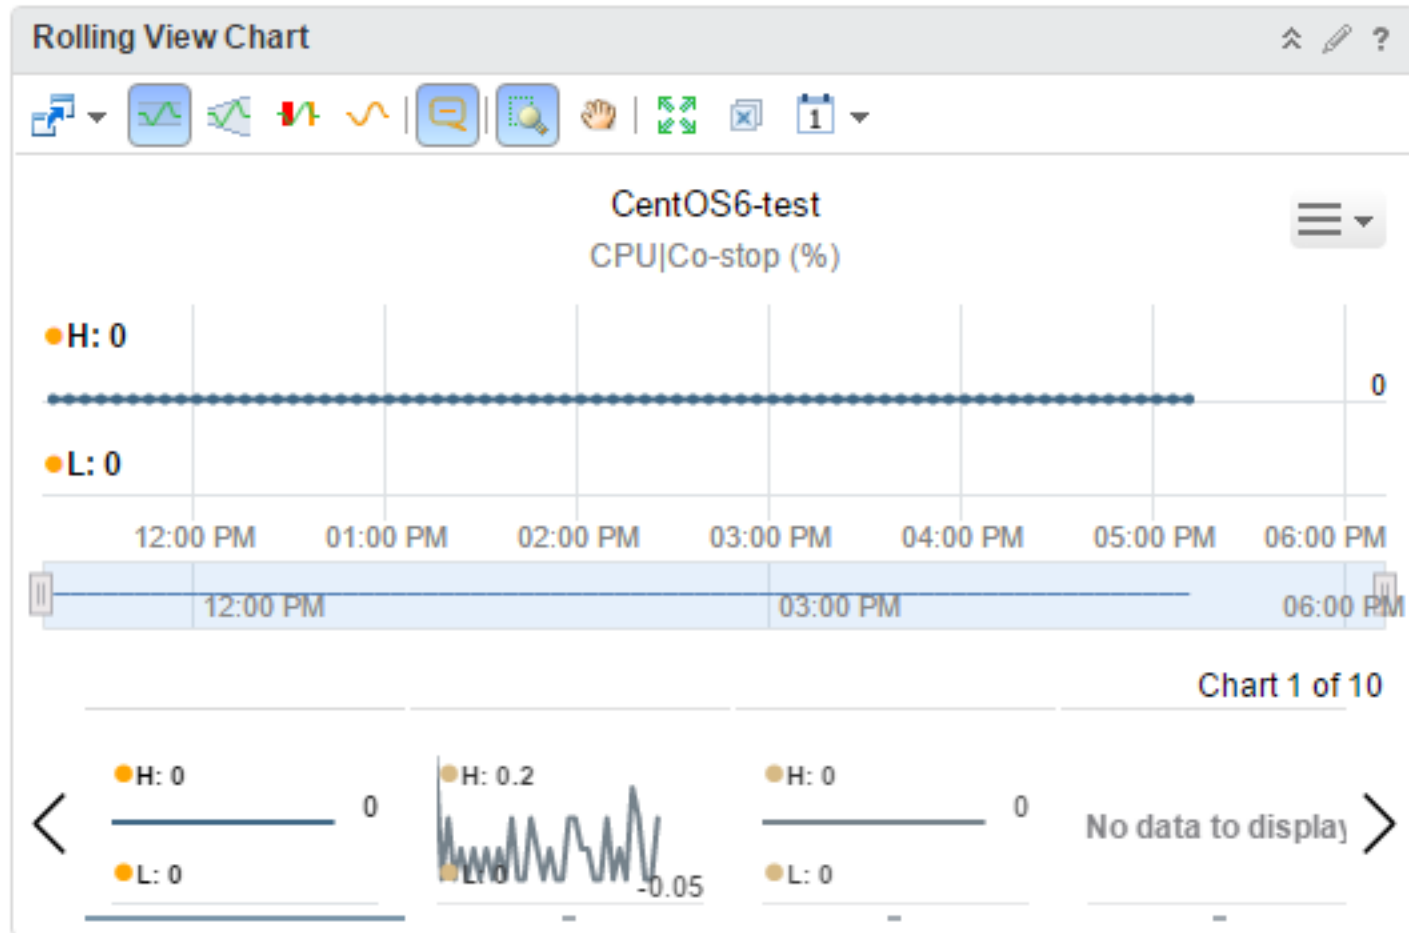 Rolling View Chart ?
1
CentOS6-test
CPU|Co-stop (%)
H: 0
0
L: 0
12:00 PM 01:00 PM 02:00 PM 03:00 PM 04:00 PM 05:00 PM 06:00 PM
12:00 PM 03:00 PM 06:00 PM
Chart 1 of 10
H: 0 H: 0.2 H: 0
0 0
No data to display
L: 0 L: 0 -0.05 L: 0